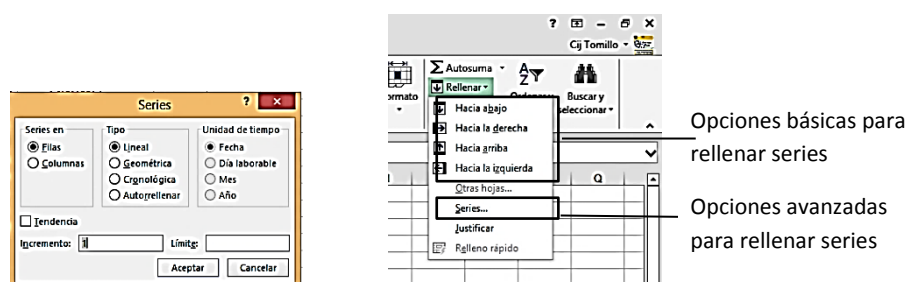 Series
?
Series en
Filas
Columnas
Tipo
Lineal
Geométrica
Cronológica
Autorrellenar
Unidad de tiempo
Fecha
Día laborable
Mes
Año
Tendencia
Incremento: 1
Límite:
Aceptar
Cancelar
?
Cij Tomillo
Autosuma
Rellenar
Buscar y
Hacia abajo
Hacia la derecha
Hacia arriba
Hacia la izquierda
Otras hojas...
Series...
Justificar
Relleno rápido
Q
Opciones básicas para
rellenar series
Opciones avanzadas
para rellenar series